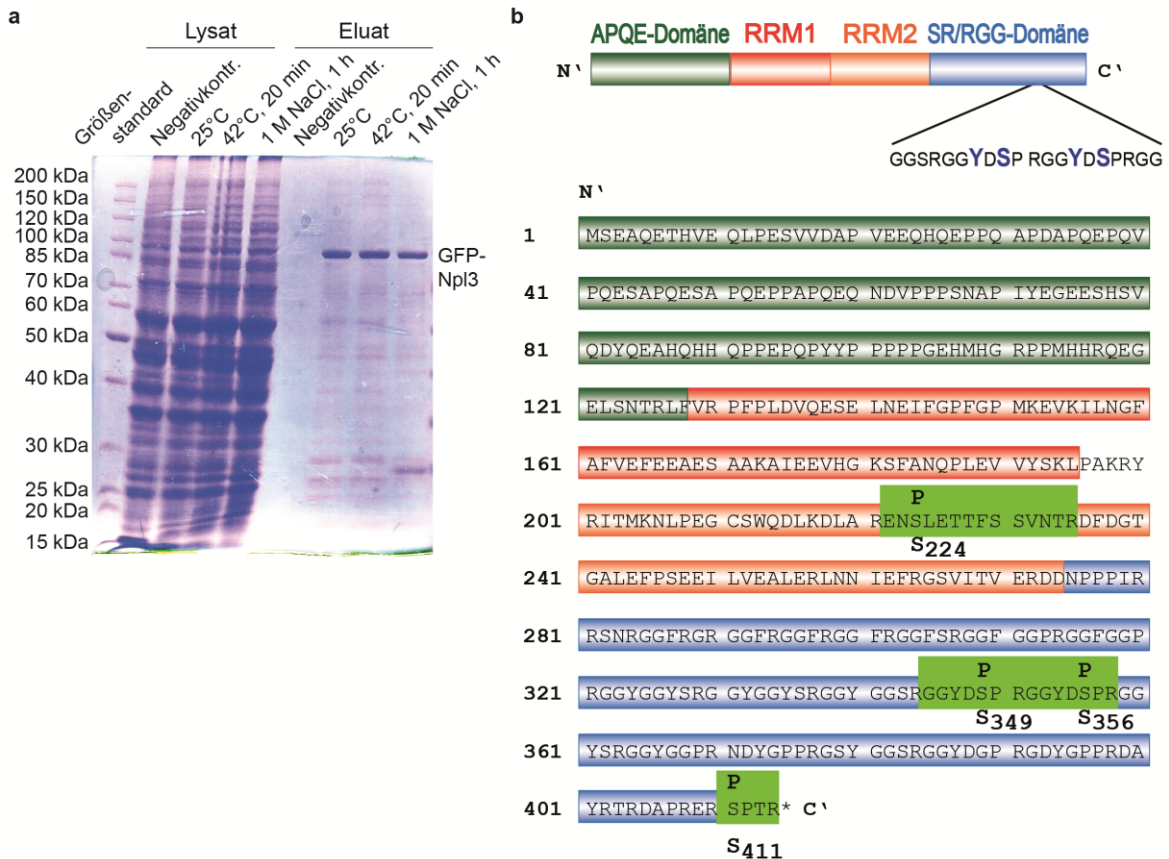 a
Lysat
Eluat
Größen-
standard
Negativkontr.
25°C
42°C, 20 min
1 M NaCl, 1 h
Negativkontr.
25°C
42°C, 20 min
1 M NaCl, 1 h
200 kDa
150 kDa
120 kDa
100 kDa
85 kDa
70 kDa
60 kDa
50 kDa
40 kDa
30 kDa
25 kDa
20 kDa
15 kDa
GFP-
Npl3
b
APQE-Domäne RRM1 RRM2 SR/RGG-Domäne
N' C'
GGSRGGYDSP RGGYDSPRGG
N'
1 MSEAQETHVE QLPESVVDAP VEEQHQEPPQ APDAPQEPQV
41 PQESAPQESA PQEPPAPQEQ NDVPPPSNAP IYEGEESHSV
81 QDYQEAHQHH QPPEPQPYYP PPPPGEHMHG RPPMHHRQEG
121 ELSNTRLFVR PFPLDVQESE LNEIFGPFGP MKEVKILNGF
161 AFVEFEEAES AAKAIEEVHG KSFANQPLEV VYSKLPAKRY
P
201 RITMKNLPEG CSWQDLKDLA RENSLETTFS SVNTRDFDGT
S224
241 GALEFPSEEI LVEALERLNN IEFRGSVITV ERDDNPPPIR
281 RSNRGGFRGR GGFRGGFRGG FRGGFSRGGF GGPRGGFGGP
P P
321 RGGYGGYSRG GYGGYSRGGY GGSRGGYDSP RGGYDSPRGG
S349 S356
361 YSRGGYGGPR NDYGPPRGSY GGSRGGYDGP RGDYGPPRDA
P
401 YRTRDAPRER SPTR* C'
S411